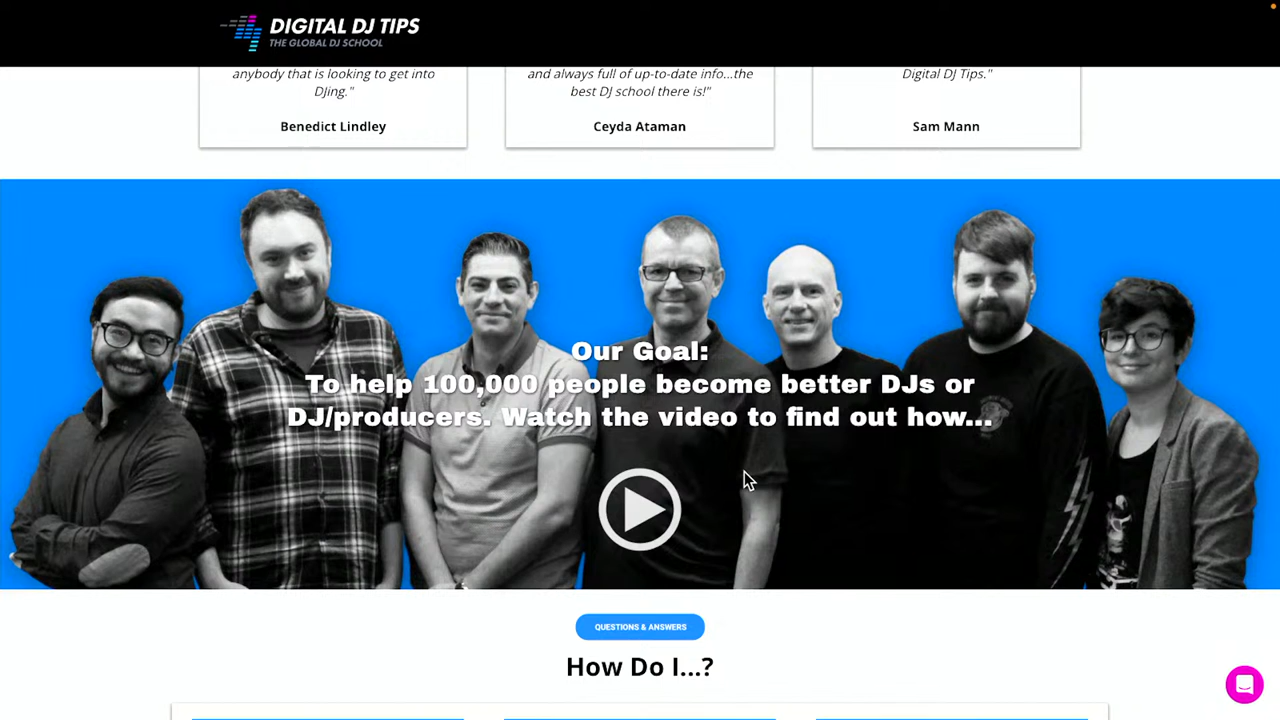 DIGITAL DJ TIPS
THE GLOBAL DJ SCHOOL
anybody that is looking to get into
DJing."
Benedict Lindley
and always full of up-to-date info...the
best DJ school there is!"
Ceyda Ataman
Digital DJ Tips."
Sam Mann
Our Goal:
To help 100,000 people become better DJs or
DJ/producers. Watch the video to find out how...
QUESTIONS & ANSWERS
How Do I...?